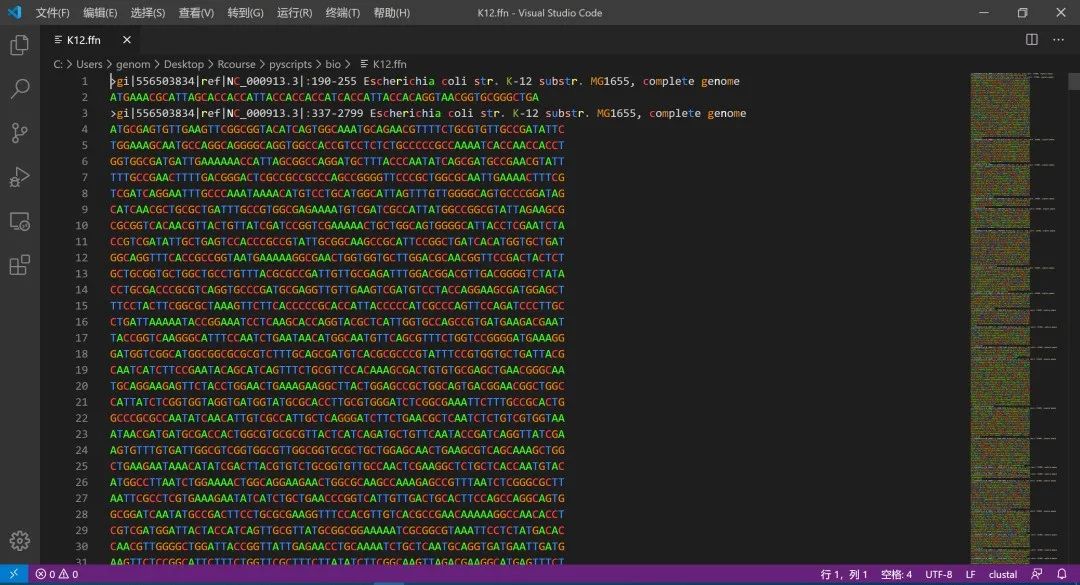 文件(F) 编辑(E) 选择(S) 查看(V) 转到(G) 运行(R) 终端(T) 帮助(H) K12.ffn - Visual Studio Code
K12.ffn
C: > Users > genom > Desktop > Rcourse > pyscripts > bio > K12.ffn
1 >gi|556503834|ref|NC_000913.3|:190-255 Escherichia coli str. K-12 substr. MG1655, complete genome
2 ATGAAACGCATTAGCACCACCATTACCACCACCATCACCATTACCACAGGTAACGGTGCGGGCTGA
3 >gi|556503834|ref|NC_000913.3|:337-2799 Escherichia coli str. K-12 substr. MG1655, complete genome
4 ATGCGAGTGTTGAAGTTCGGCGGTACATCAGTGGCAAATGCAGAACGTTTTCTGCGTGTTGCCGATATTC
5 TGGAAAGCAATGCCAGGCAGGGGCAGGTGGCCACCGTCCTCTCTGCCCCCGCCAAAATCACCAACCACCT
6 GGTGGCGATGATTGAAAAAACCATTAGCGGCCAGGATGCTTTACCCAATATCAGCGATGCCGAACGTATT
7 TTTGCCGAACTTTTGACGGGACTCGCCGCCGCCCAGCCGGGGTTCCCGCTGGCGCAATTGAAAACTTTCG
8 TCGATCAGGAATTTGCCCAAATAAAACATGTCCTGCATGGCATTAGTTTGTTGGGGCAGTGCCCGGATAG
9 CATCAACGCTGCGCTGATTTGCCGTGGCGAGAAAATGTCGATCGCCATTATGGCCGGCGTATTAGAAGCG
10 CGCGGTCACAACGTTACTGTTATCGATCCGGTCGAAAAACTGCTGGCAGTGGGGCATTACCTCGAATCTA
11 CCGTCGATATTGCTGAGTCCACCCGCCGTATTGCGGCAAGCCGCATTCCGGCTGATCACATGGTGCTGAT
12 GGCAGGTTTCACCGCCGGTAATGAAAAAGGCGAACTGGTGGTGCTTGGACGCAACGGTTCCGACTACTCT
13 GCTGCGGTGCTGGCTGCCTGTTTACGCGCCGATTGTTGCGAGATTTGGACGGACGTTGACGGGGTCTATA
14 CCTGCGACCCGCGTCAGGTGCCCGATGCGAGGTTGTTGAAGTCGATGTCCTACCAGGAAGCGATGGAGCT
15 TTCCTACTTCGGCGCTAAAGTTCTTCACCCCCGCACCATTACCCCCATCGCCCAGTTCCAGATCCCTTGC
16 CTGATTAAAAATACCGGAAATCCTCAAGCACCAGGTACGCTCATTGGTGCCAGCCGTGATGAAGACGAAT
17 TACCGGTCAAGGGCATTTCCAATCTGAATAACATGGCAATGTTCAGCGTTTCTGGTCCGGGGATGAAAGG
18 GATGGTCGGCATGGCGGCGCGCGTCTTTGCAGCGATGTCACGCGCCCGTATTTCCGTGGTGCTGATTACG
19 CAATCATCTTCCGAATACAGCATCAGTTTCTGCGTTCCACAAAGCGACTGTGTGCGAGCTGAACGGGCAA
20 TGCAGGAAGAGTTCTACCTGGAACTGAAAGAAGGCTTACTGGAGCCGCTGGCAGTGACGGAACGGCTGGC
21 CATTATCTCGGTGGTAGGTGATGGTATGCGCACCTTGCGTGGGATCTCGGCGAAATTCTTTGCCGCACTG
22 GCCCGCGCCAATATCAACATTGTCGCCATTGCTCAGGGATCTTCTGAACGCTCAATCTCTGTCGTGGTAA
23 ATAACGATGATGCGACCACTGGCGTGCGCGTTACTCATCAGATGCTGTTCAATACCGATCAGGTTATCGA
24 AGTGTTTGTGATTGGCGTCGGTGGCGTTGGCGGTGCGCTGCTGGAGCAACTGAAGCGTCAGCAAAGCTGG
25 CTGAAGAATAAACATATCGACTTACGTGTCTGCGGTGTTGCCAACTCGAAGGCTCTGCTCACCAATGTAC
26 ATGGCCTTAATCTGGAAAACTGGCAGGAAGAACTGGCGCAAGCCAAAGAGCCGTTTAATCTCGGGCGCTT
27 AATTCGCCTCGTGAAAGAATATCATCTGCTGAACCCGGTCATTGTTGACTGCACTTCCAGCCAGGCAGTG
28 GCGGATCAATATGCCGACTTCCTGCGCGAAGGTTTCCACGTTGTCACGCCGAACAAAAAGGCCAACACCT
29 CGTCGATGGATTACTACCATCAGTTGCGTTATGCGGCGGAAAAATCGCGGCGTAAATTCCTCTATGACAC
30 CAACGTTGGGGCTGGATTACCGGTTATTGAGAACCTGCAAAATCTGCTCAATGCAGGTGATGAATTGATG
31 AAGTTCTCCGGCATTCTTTCTGGTTCGCTTTCTTATATCTTCGGCAAGTTAGACGAAGGCATGAGTTTCT
0 0 行 1，列 1 空格: 4 UTF-8 LF clustal